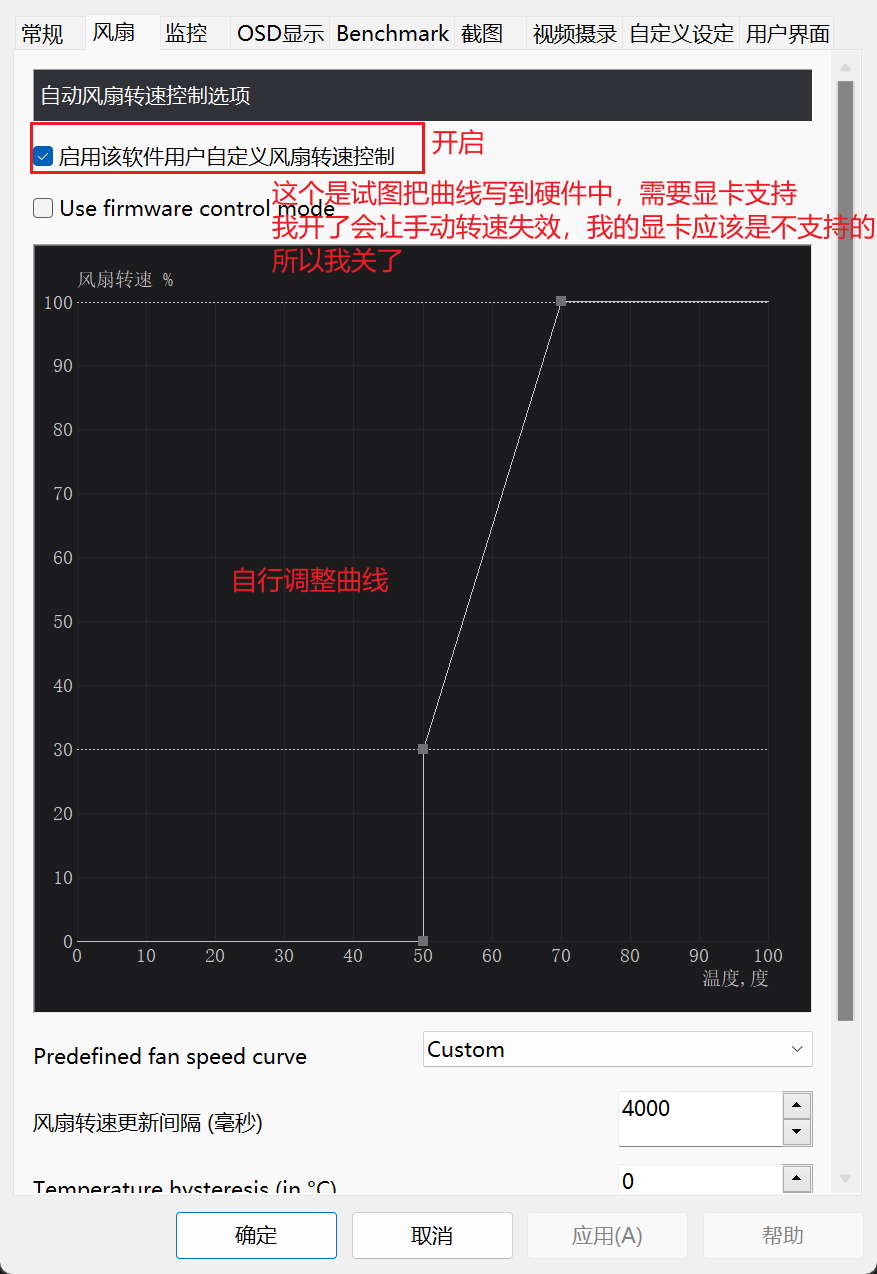 常规 风扇 监控 OSD显示 Benchmark 截图 视频摄录 自定义设定 用户界面
自动风扇转速控制选项
启用该软件用户自定义风扇转速控制 开启
Use firmware control mode
这个是试图把曲线写到硬件中，需要显卡支持
我开了会让手动转速失效，我的显卡应该是不支持的
所以我关了
风扇转速 %
100
90
80
70
60
自行调整曲线
50
40
30
20
10
0
0 10 20 30 40 50 60 70 80 90 100
温度,度
Predefined fan speed curve Custom
风扇转速更新间隔 (毫秒) 4000
Temperature hysteresis (in °C) 0
确定 取消 应用(A) 帮助